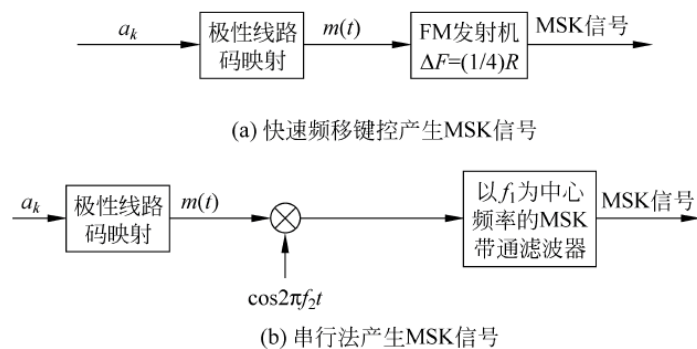 a_k
极性线路
码映射
m(t)
FM发射机
ΔF=(1/4)R
MSK信号
(a) 快速频移键控产生MSK信号
a_k
极性线路
码映射
m(t)
cos2πf₂t
以f₁为中心
频率的MSK
带通滤波器
MSK信号
(b) 串行法产生MSK信号